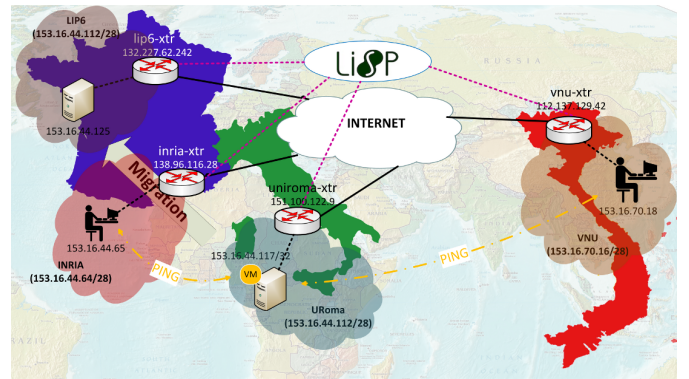 LIP6
(153.16.44.112/28)
lip6-xtr
132.227.62.242
153.16.44.125
LISP
INTERNET
vnu-xtr
112.137.129.42
153.16.70.18
VNU
(153.16.70.16/28)
inria-xtr
138.96.116.28
Migration
153.16.44.65
INRIA
(153.16.44.64/28)
uniroma-xtr
151.100.122.9
153.16.44.117/32
VM
URoma
(153.16.44.112/28)
PING
PING
RUSSIA
BRAZIL